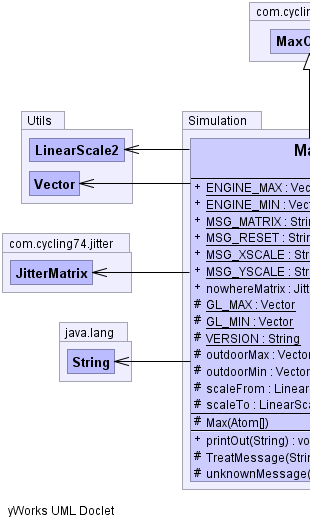 com.cycling
MaxO
Utils
LinearScale2
Vector
com.cycling74.jitter
JitterMatrix
java.lang
String
Simulation
Ma
+ ENGINE_MAX : Vec
+ ENGINE_MIN : Vect
+ MSG_MATRIX : Strin
+ MSG_RESET : Strin
+ MSG_XSCALE : Strin
+ MSG_YSCALE : Strin
+ nowhereMatrix : Jitt
# GL_MAX : Vector
# GL_MIN : Vector
# VERSION : String
# outdoorMax : Vector
# outdoorMin : Vector
# scaleFrom : Linear
# scaleTo : LinearSca
# Max(Atom[])
+ printOut(String) : vo
# TreatMessage(Strin
# unknownMessage(
yWorks UML Doclet